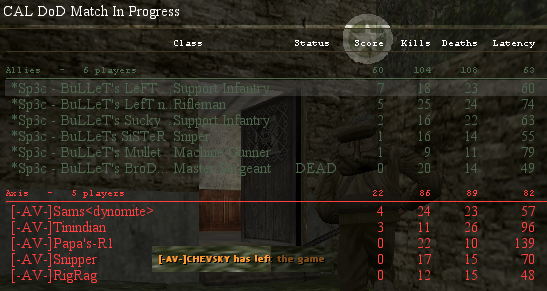 CAL DoD Match In Progress
Class Status Score Kills Deaths Latency
Allies - 6 players 60 104 108 63
*Sp3c - BuLLeT's LeFT Support Infantry 7 18 23 60
*Sp3c - BuLLeT's LefT n Rifleman 5 25 24 74
*Sp3c - BuLLeT's Sucky Support Infantry 2 16 22 63
*Sp3c - BuLLeTs SiSTeR Sniper 1 16 14 55
*Sp3c - BuLLeT's Mullet Machine Gunner 1 9 11 79
*Sp3c - BuLLeT's BroD Master Sergeant DEAD 0 20 14 49
Axis - 5 players 22 86 89 82
[-AV-]Sams<dynomite> 4 24 23 57
[-AV-]Tinindian 3 11 26 96
[-AV-]Papa's-R1 0 22 10 139
[-AV-]CHEVSKY has left the game
[-AV-]Snipper 0 17 15 70
[-AV-]RigRag 0 12 15 48